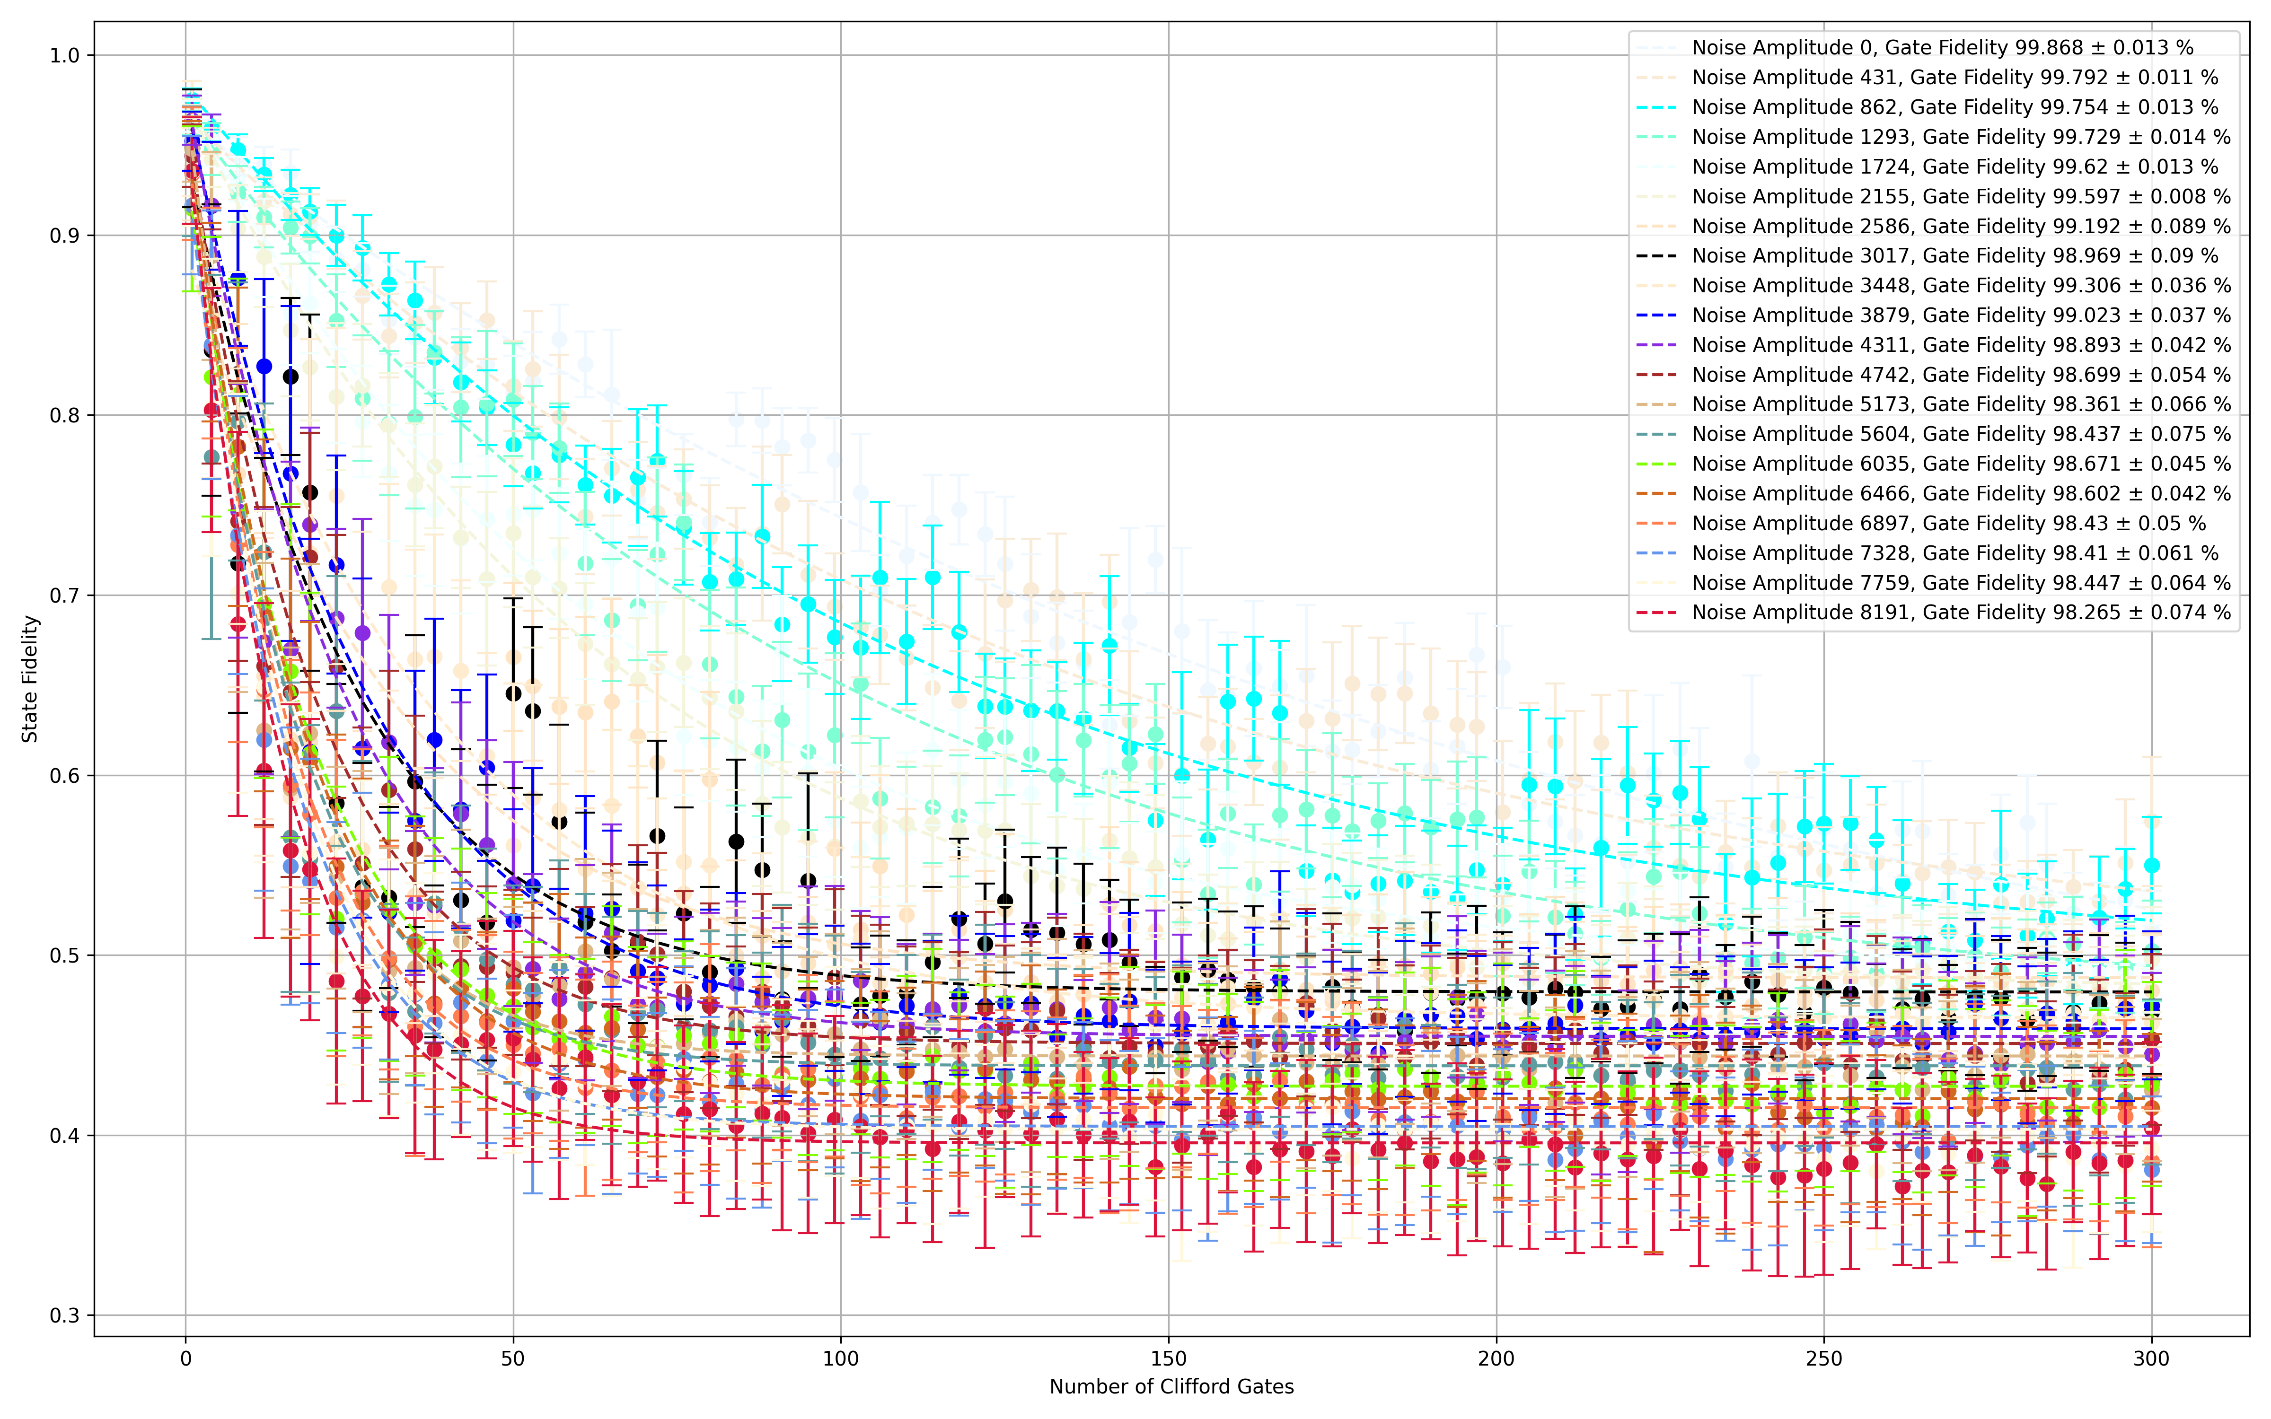 1.0
0.9
0.8
0.7
0.6
0.5
0.4
0.3
State Fidelity
0 50 100 150 200 250 300
Number of Clifford Gates
Noise Amplitude 0, Gate Fidelity 99.868 ± 0.013 %
Noise Amplitude 431, Gate Fidelity 99.792 ± 0.011 %
Noise Amplitude 862, Gate Fidelity 99.754 ± 0.013 %
Noise Amplitude 1293, Gate Fidelity 99.729 ± 0.014 %
Noise Amplitude 1724, Gate Fidelity 99.62 ± 0.013 %
Noise Amplitude 2155, Gate Fidelity 99.597 ± 0.008 %
Noise Amplitude 2586, Gate Fidelity 99.192 ± 0.089 %
Noise Amplitude 3017, Gate Fidelity 98.969 ± 0.09 %
Noise Amplitude 3448, Gate Fidelity 99.306 ± 0.036 %
Noise Amplitude 3879, Gate Fidelity 99.023 ± 0.037 %
Noise Amplitude 4311, Gate Fidelity 98.893 ± 0.042 %
Noise Amplitude 4742, Gate Fidelity 98.699 ± 0.054 %
Noise Amplitude 5173, Gate Fidelity 98.361 ± 0.066 %
Noise Amplitude 5604, Gate Fidelity 98.437 ± 0.075 %
Noise Amplitude 6035, Gate Fidelity 98.671 ± 0.045 %
Noise Amplitude 6466, Gate Fidelity 98.602 ± 0.042 %
Noise Amplitude 6897, Gate Fidelity 98.43 ± 0.05 %
Noise Amplitude 7328, Gate Fidelity 98.41 ± 0.061 %
Noise Amplitude 7759, Gate Fidelity 98.447 ± 0.064 %
Noise Amplitude 8191, Gate Fidelity 98.265 ± 0.074 %